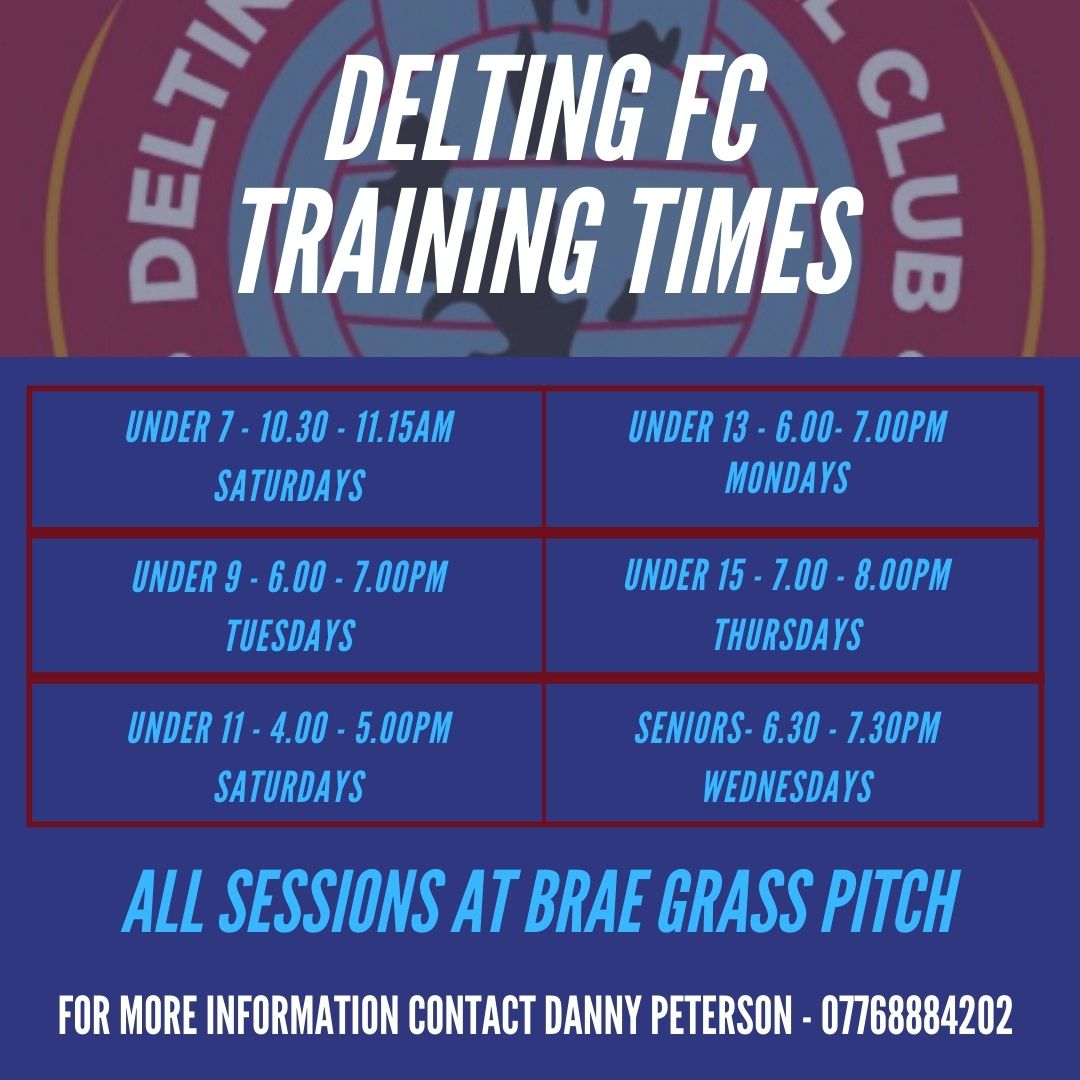 DELTIN
L CLUB
DELTING FC
TRAINING TIMES
UNDER 7 - 10.30 - 11.15AM
SATURDAYS
UNDER 13 - 6.00- 7.00PM
MONDAYS
UNDER 9 - 6.00 - 7.00PM
TUESDAYS
UNDER 15 - 7.00 - 8.00PM
THURSDAYS
UNDER 11 - 4.00 - 5.00PM
SATURDAYS
SENIORS- 6.30 - 7.30PM
WEDNESDAYS
ALL SESSIONS AT BRAE GRASS PITCH
FOR MORE INFORMATION CONTACT DANNY PETERSON - 07768884202